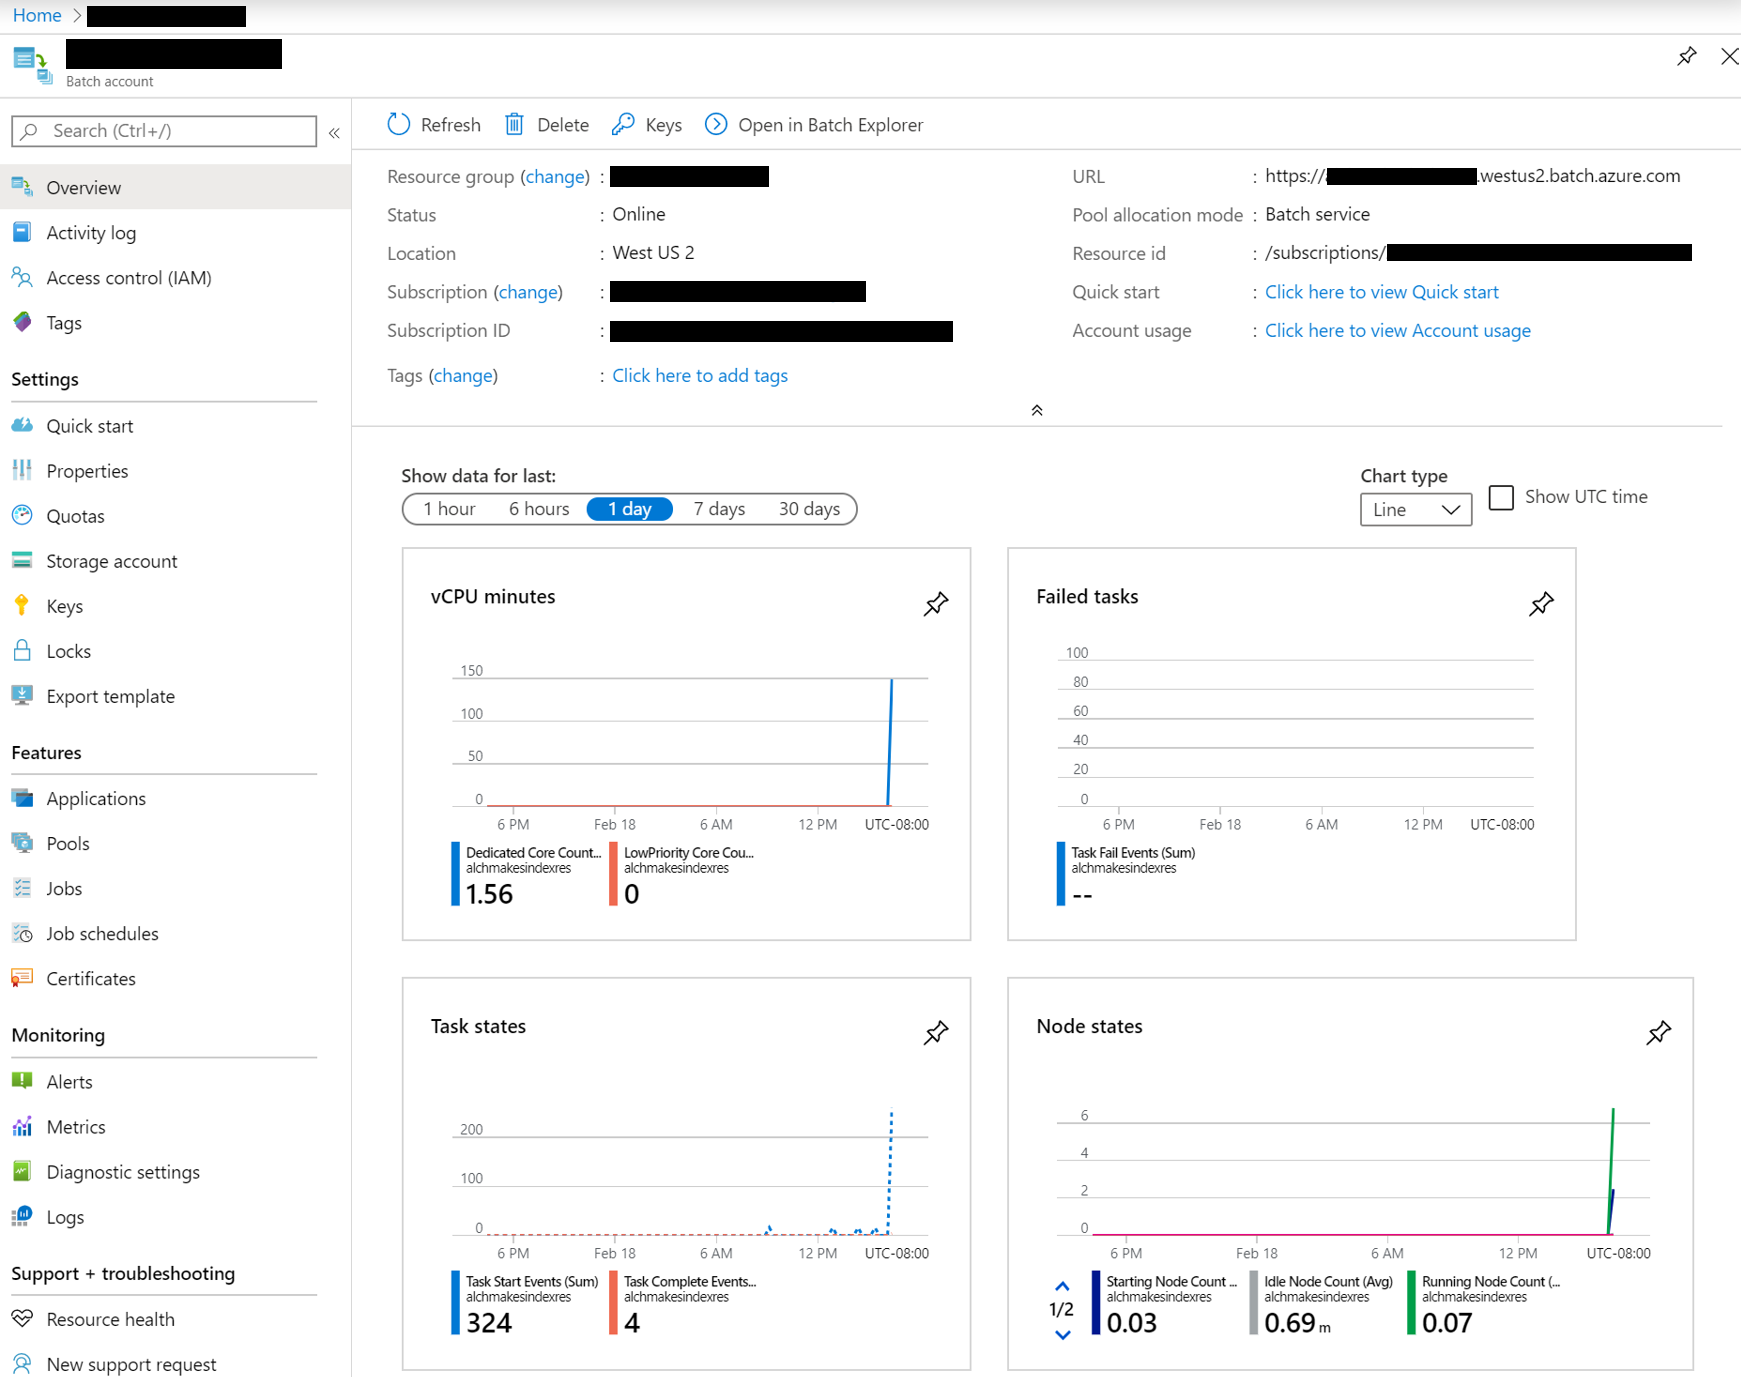 Home >
Batch account
Search (Ctrl+/)
«
Overview
Activity log
Access control (IAM)
Tags
Settings
Quick start
Properties
Quotas
Storage account
Keys
Locks
Export template
Features
Applications
Pools
Jobs
Job schedules
Certificates
Monitoring
Alerts
Metrics
Diagnostic settings
Logs
Support + troubleshooting
Resource health
New support request
Refresh Delete Keys Open in Batch Explorer
Resource group (change) :
Status : Online
Location : West US 2
Subscription (change) :
Subscription ID :
Tags (change) : Click here to add tags
URL : https:// .westus2.batch.azure.com
Pool allocation mode : Batch service
Resource id : /subscriptions/
Quick start : Click here to view Quick start
Account usage : Click here to view Account usage
Show data for last:
1 hour 6 hours 1 day 7 days 30 days
Chart type
Line
Show UTC time
vCPU minutes
150
100
50
0
6 PM Feb 18 6 AM 12 PM UTC-08:00
Dedicated Core Count...
alchmakesindexres
1.56
LowPriority Core Cou...
alchmakesindexres
0
Failed tasks
100
80
60
40
20
0
6 PM Feb 18 6 AM 12 PM UTC-08:00
Task Fail Events (Sum)
alchmakesindexres
--
Task states
200
100
0
6 PM Feb 18 6 AM 12 PM UTC-08:00
Task Start Events (Sum)
alchmakesindexres
324
Task Complete Events...
alchmakesindexres
4
Node states
6
4
2
0
6 PM Feb 18 6 AM 12 PM UTC-08:00
1/2
Starting Node Count ...
alchmakesindexres
0.03
Idle Node Count (Avg)
alchmakesindexres
0.69 m
Running Node Count (...
alchmakesindexres
0.07